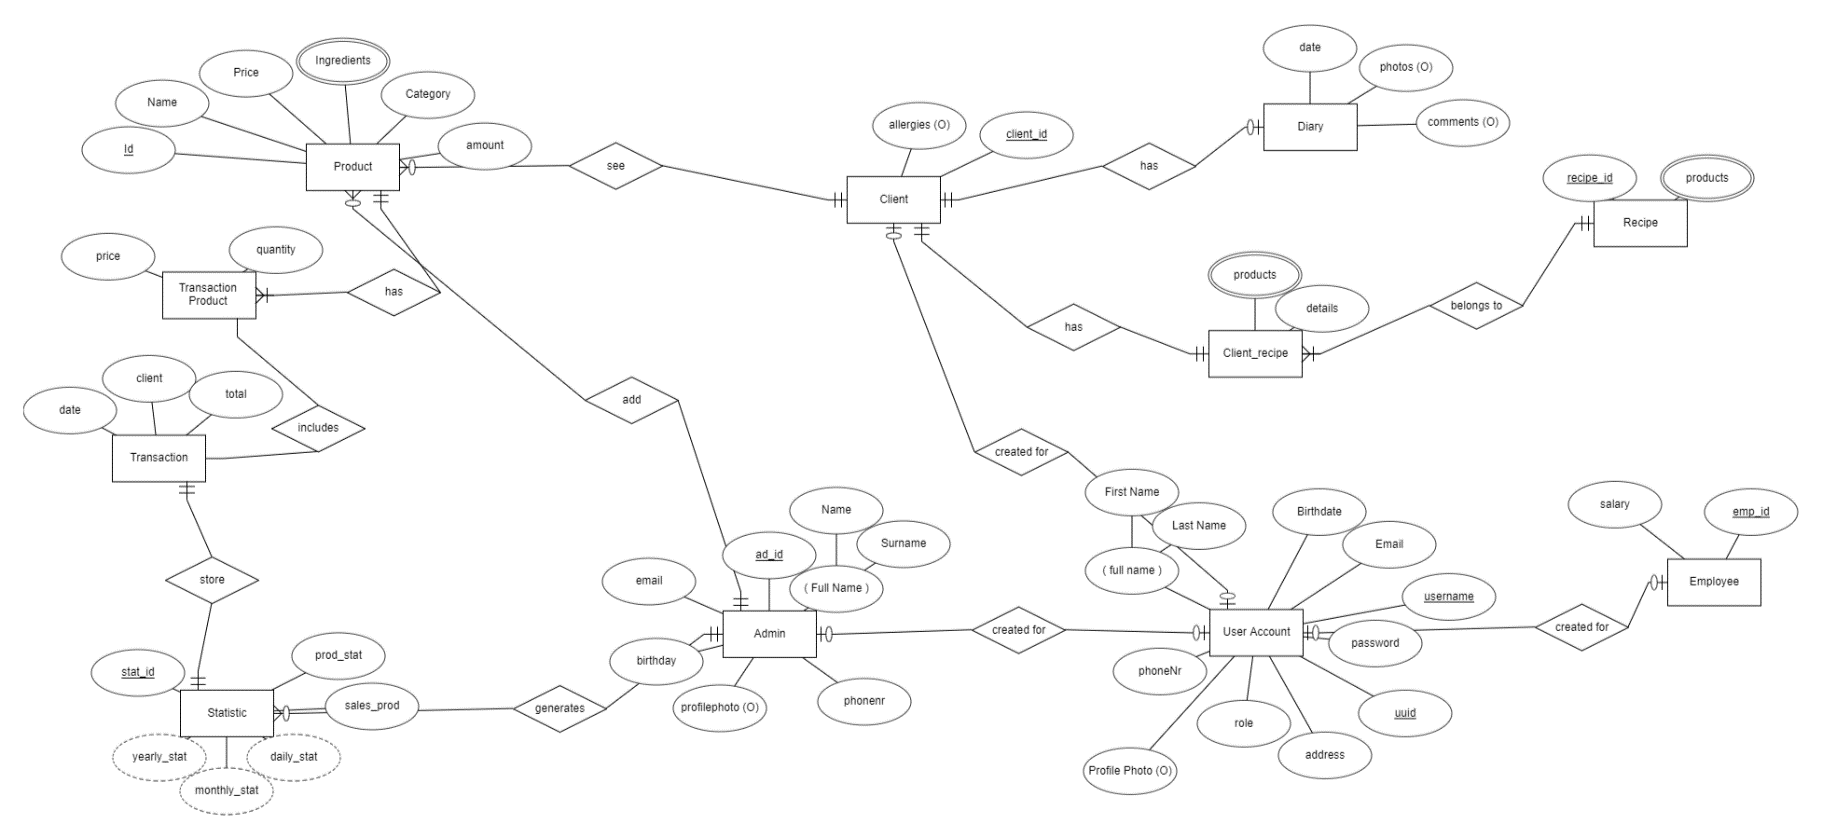 date
Ingredients
photos (O)
Price
Category
Name
comments (O)
allergies (O)
Diary
client_id
amount
Id
Product
see
has
recipe_id
products
Client
Recipe
quantity
price
products
Transaction
Product
has
details
belongs to
has
Client_recipe
client
total
date
add
includes
Transaction
created for
First Name
salary
Name
Birthdate
emp_id
Last Name
Surname
Email
ad_id
( full name )
store
email
( Full Name )
Employee
username
Admin
created for
User Account
created for
password
prod_stat
birthday
phoneNr
stat_id
sales_prod
generates
profilephoto (O)
phonenr
Statistic
uuid
role
yearly_stat
daily_stat
address
Profile Photo (O)
monthly_stat